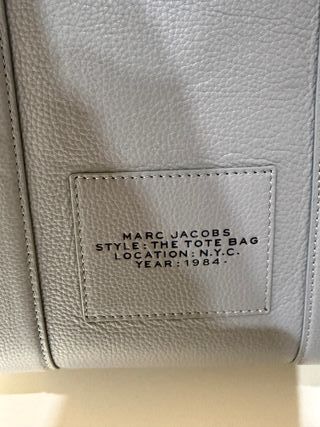 MARC JACOBS
STYLE: THE TOTE BAG
LOCATION: N.Y.C.
YEAR: 1984-